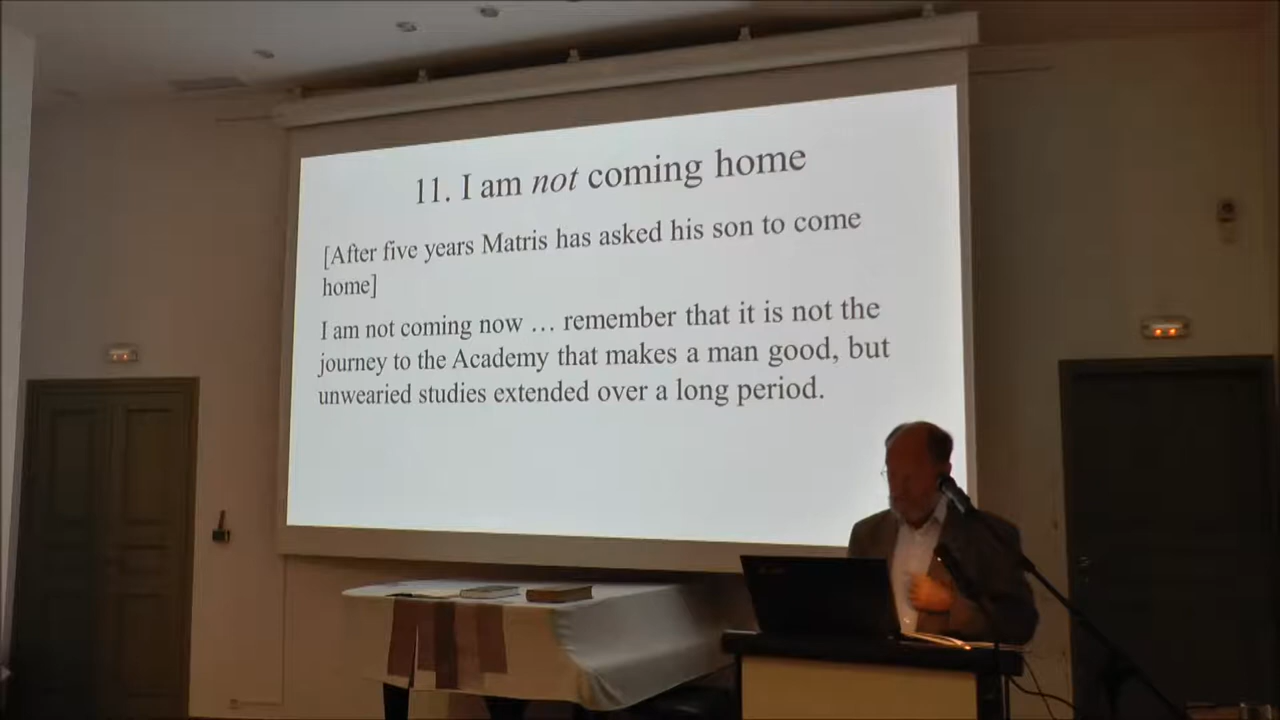 11. I am not coming home
[After five years Matris has asked his son to come
home]
I am not coming now … remember that it is not the
journey to the Academy that makes a man good, but
unwearied studies extended over a long period.